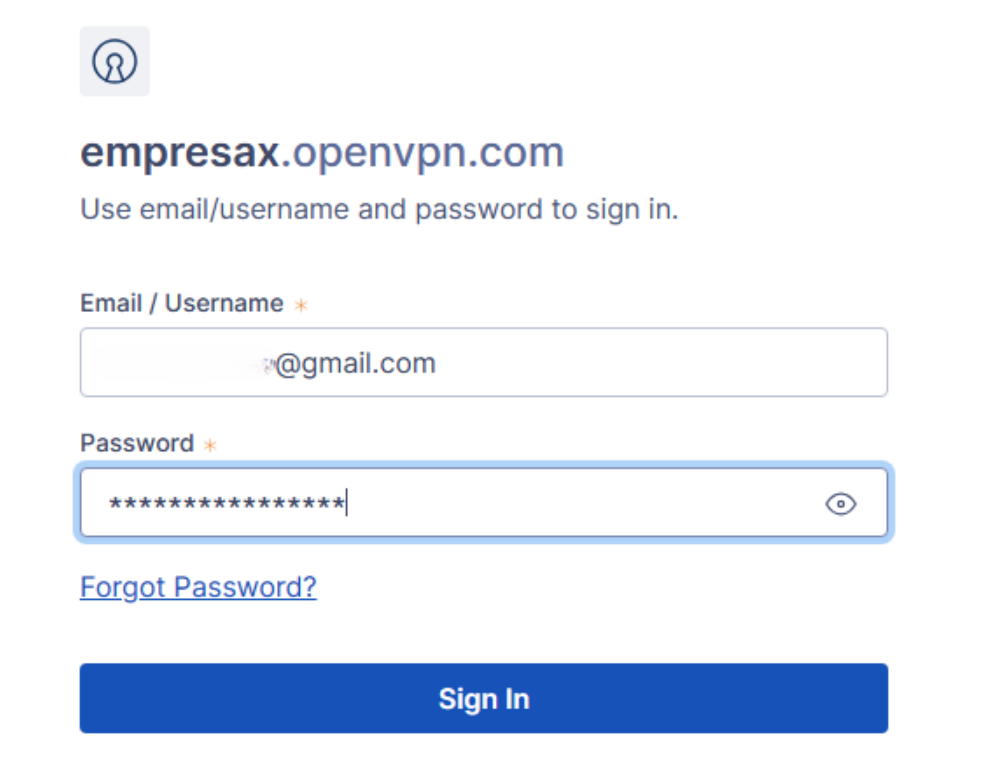 empresax.openvpn.com
Use email/username and password to sign in.
Email / Username *
@gmail.com
Password *
****************
Forgot Password?
Sign In